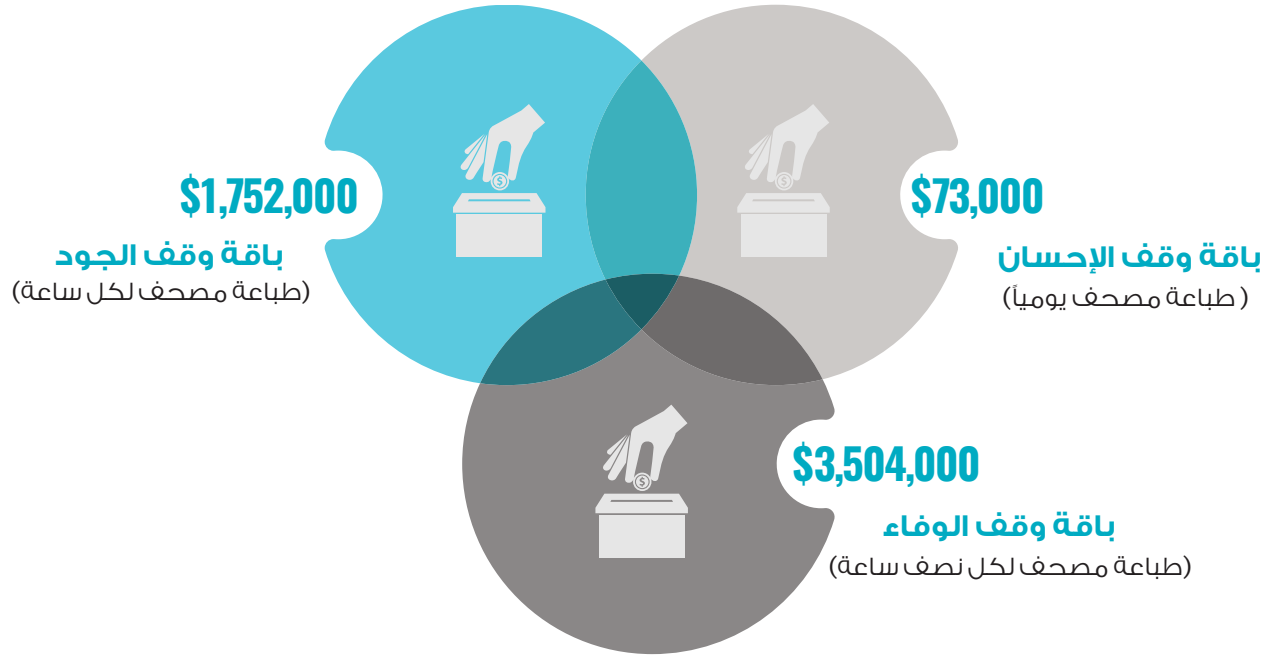 $73,000
باقة وقف الإحسان
( طباعة مصحف يومياً)
$1,752,000
باقة وقف الجود
(طباعة مصحف لكل ساعة)
$3,504,000
باقة وقف الوفاء
(طباعة مصحف لكل نصف ساعة)
$
$
$